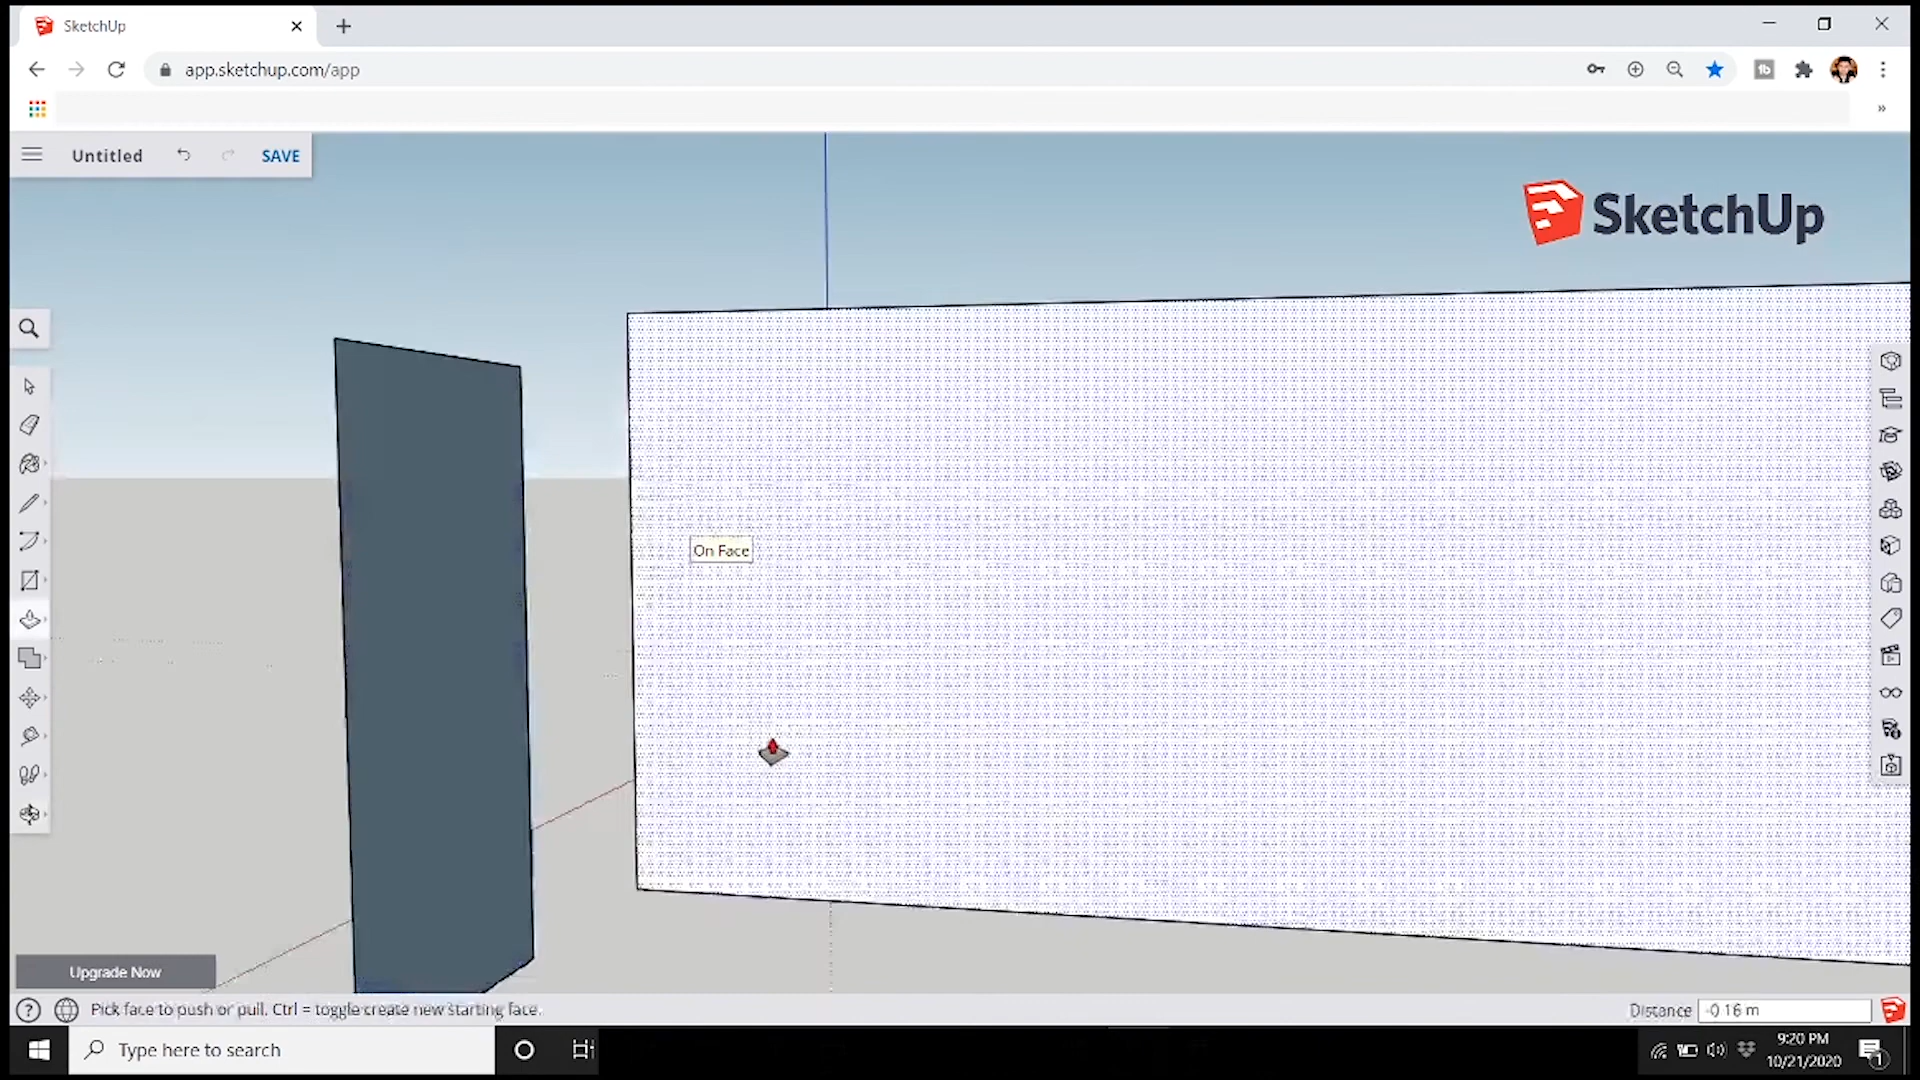 SketchUp
app.sketchup.com/app
Untitled
SAVE
SketchUp
On Face
Upgrade Now
Pick face to push or pull. Ctrl = toggle create new starting face.
Distance
-0.16 m
Type here to search
9:20 PM
10/21/2020
1